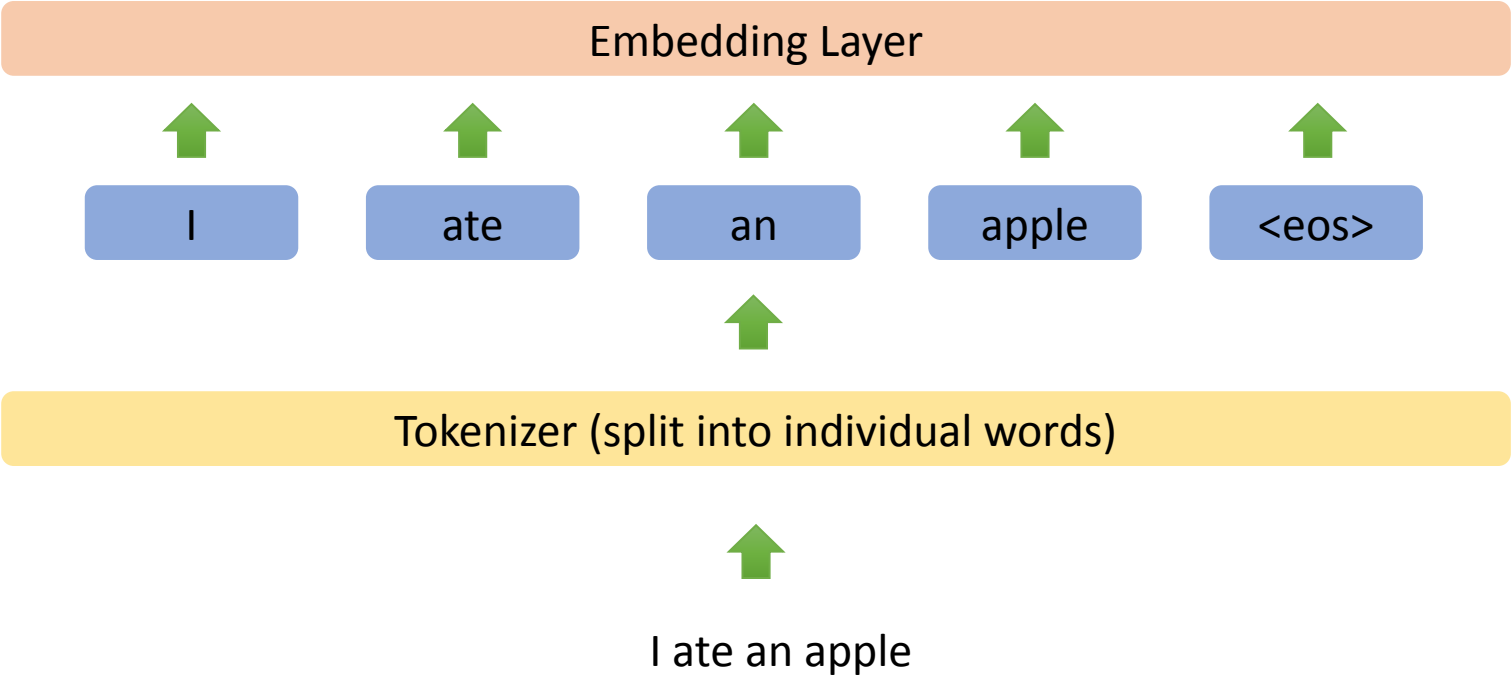 Embedding Layer
I ate an apple <eos>
Tokenizer (split into individual words)
I ate an apple